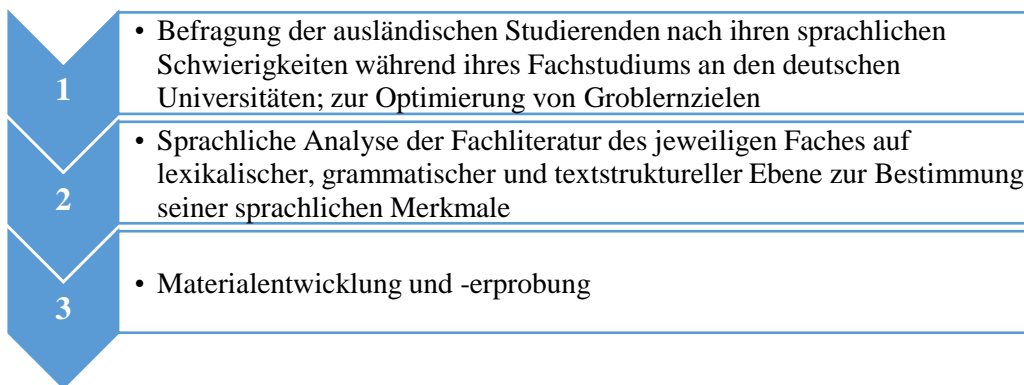 1
• Befragung der ausländischen Studierenden nach ihren sprachlichen
Schwierigkeiten während ihres Fachstudiums an den deutschen
Universitäten; zur Optimierung von Groblernzielen
2
• Sprachliche Analyse der Fachliteratur des jeweiligen Faches auf
lexikalischer, grammatischer und textstruktureller Ebene zur Bestimmung
seiner sprachlichen Merkmale
3
• Materialentwicklung und -erprobung